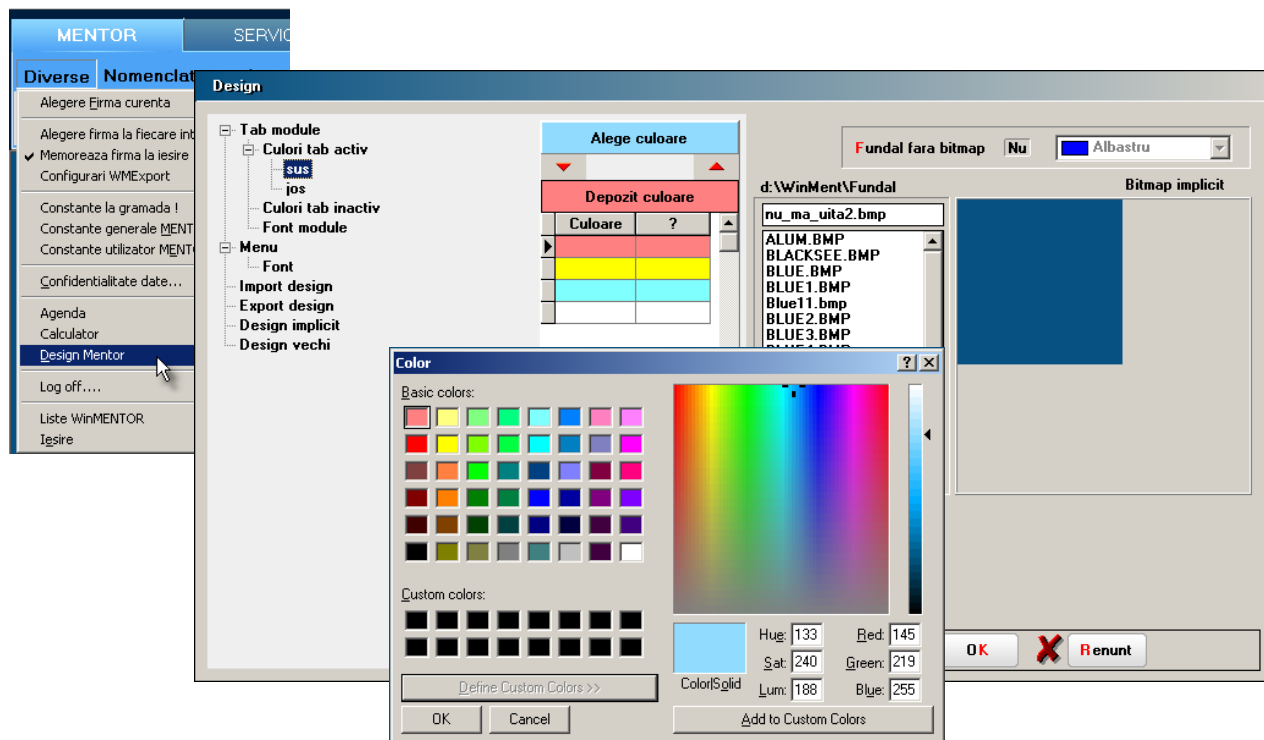 MENTOR
SERVIC
Diverse Nomenclat
Alegere Firma curenta
Alegere firma la fiecare int
Memoreaza firma la iesire
Configurari WMExport
Constante la gramada !
Constante generale MENT
Constante utilizator MENT
Confidentialitate date...
Agenda
Calculator
Design Mentor
Log off....
Liste WinMENTOR
Iesire
Design
Tab module
Culori tab activ
sus
jos
Culori tab inactiv
Font module
Menu
Font
Import design
Export design
Design implicit
Design vechi
Alege culoare
Depozit culoare
Culoare ?
Fundal fara bitmap Nu Albastru
d:\WinMent\Fundal
Bitmap implicit
nu_ma_uita2.bmp
ALUM.BMP
BLACKSEE.BMP
BLUE.BMP
BLUE1.BMP
Blue11.bmp
BLUE2.BMP
BLUE3.BMP
OK Renunt
Color
Basic colors:
Custom colors:
Define Custom Colors >>
OK Cancel
Color|Solid
Hue: 133 Red: 145
Sat: 240 Green: 219
Lum: 188 Blue: 255
Add to Custom Colors